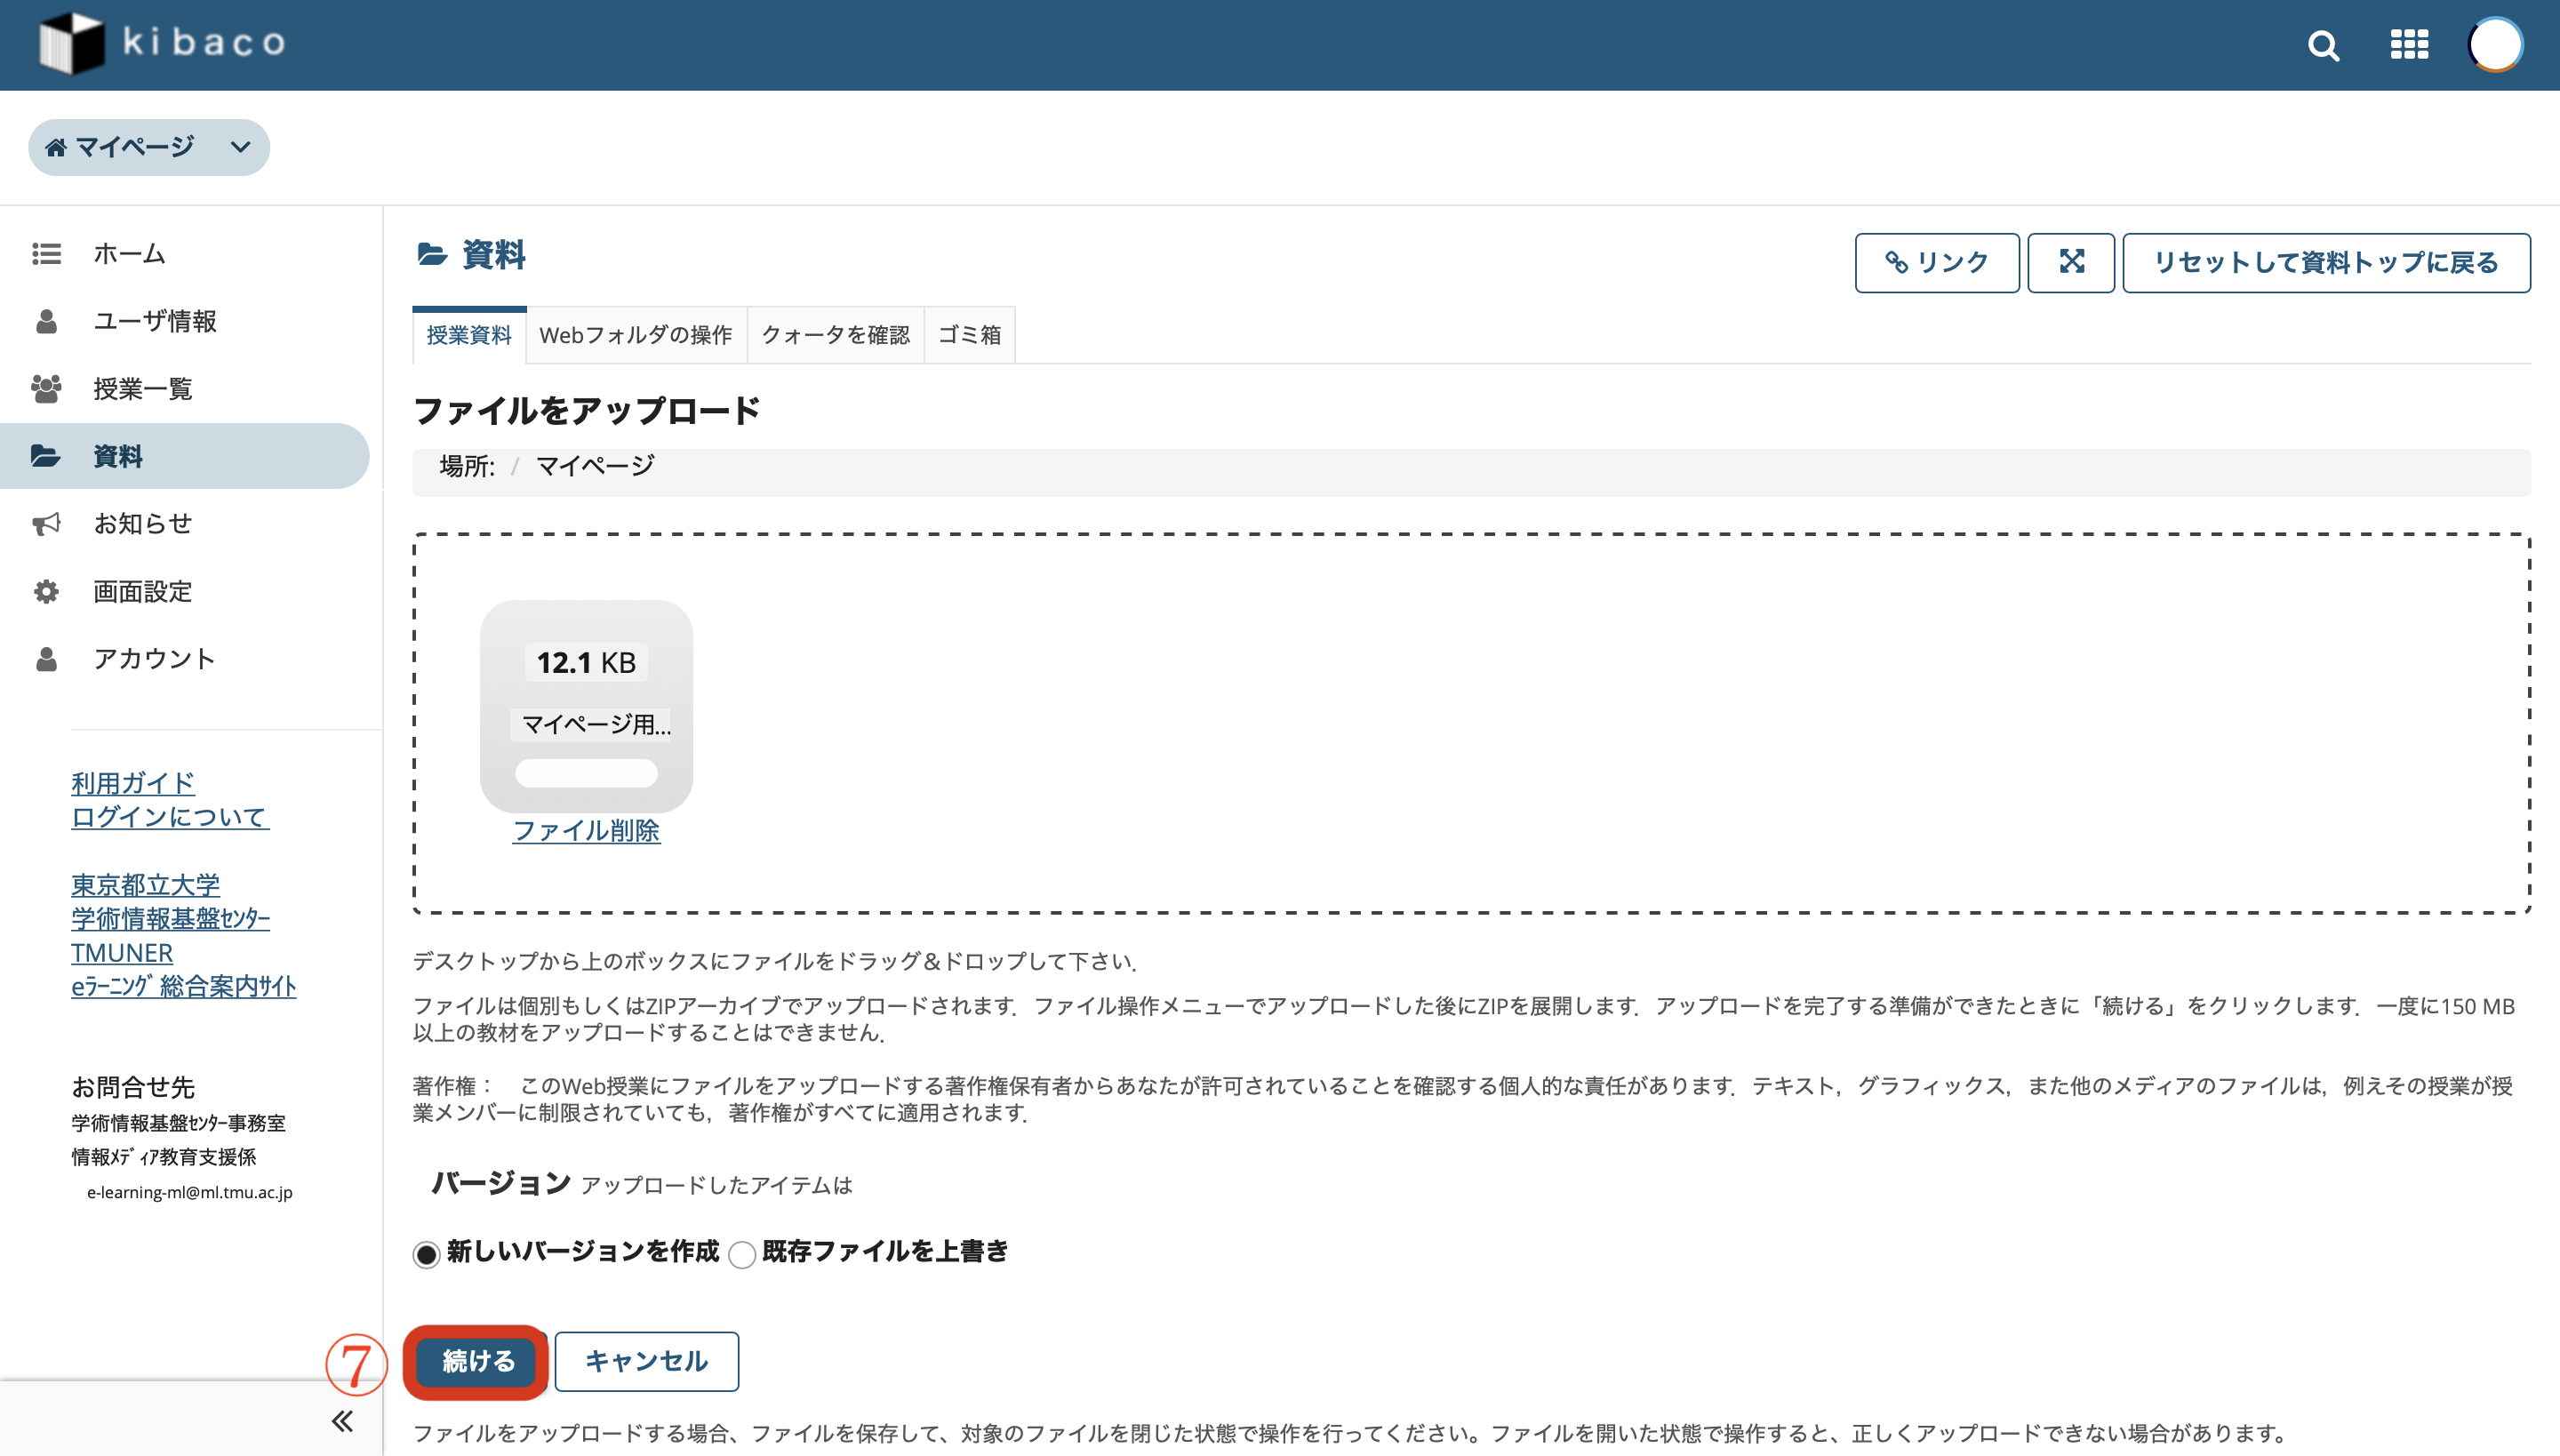 kibaco
マイページ
ホーム
ユーザ情報
授業一覧
資料
お知らせ
画面設定
アカウント
利用ガイド
ログインについて
東京都立大学
学術情報基盤ｾﾝﾀｰ
TMUNER
eﾗｰﾆﾝｸﾞ総合案内ｻｲﾄ
お問合せ先
学術情報基盤ｾﾝﾀｰ事務室
情報ﾒﾃﾞｨｱ教育支援係
e-learning-ml@ml.tmu.ac.jp
資料
リンク
リセットして資料トップに戻る
授業資料 Webフォルダの操作 クォータを確認 ゴミ箱
ファイルをアップロード
場所: / マイページ
12.1 KB
マイページ用...
ファイル削除
デスクトップから上のボックスにファイルをドラッグ＆ドロップして下さい．
ファイルは個別もしくはZIPアーカイブでアップロードされます．ファイル操作メニューでアップロードした後にZIPを展開します．アップロードを完了する準備ができたときに「続ける」をクリックします．一度に150 MB
以上の教材をアップロードすることはできません．
著作権： このWeb授業にファイルをアップロードする著作権保有者からあなたが許可されていることを確認する個人的な責任があります．テキスト，グラフィックス，また他のメディアのファイルは，例えその授業が授
業メンバーに制限されていても，著作権がすべてに適用されます．
バージョン アップロードしたアイテムは
新しいバージョンを作成 既存ファイルを上書き
⑦ 続ける キャンセル
ファイルをアップロードする場合、ファイルを保存して、対象のファイルを閉じた状態で操作を行ってください。ファイルを開いた状態で操作すると、正しくアップロードできない場合があります。